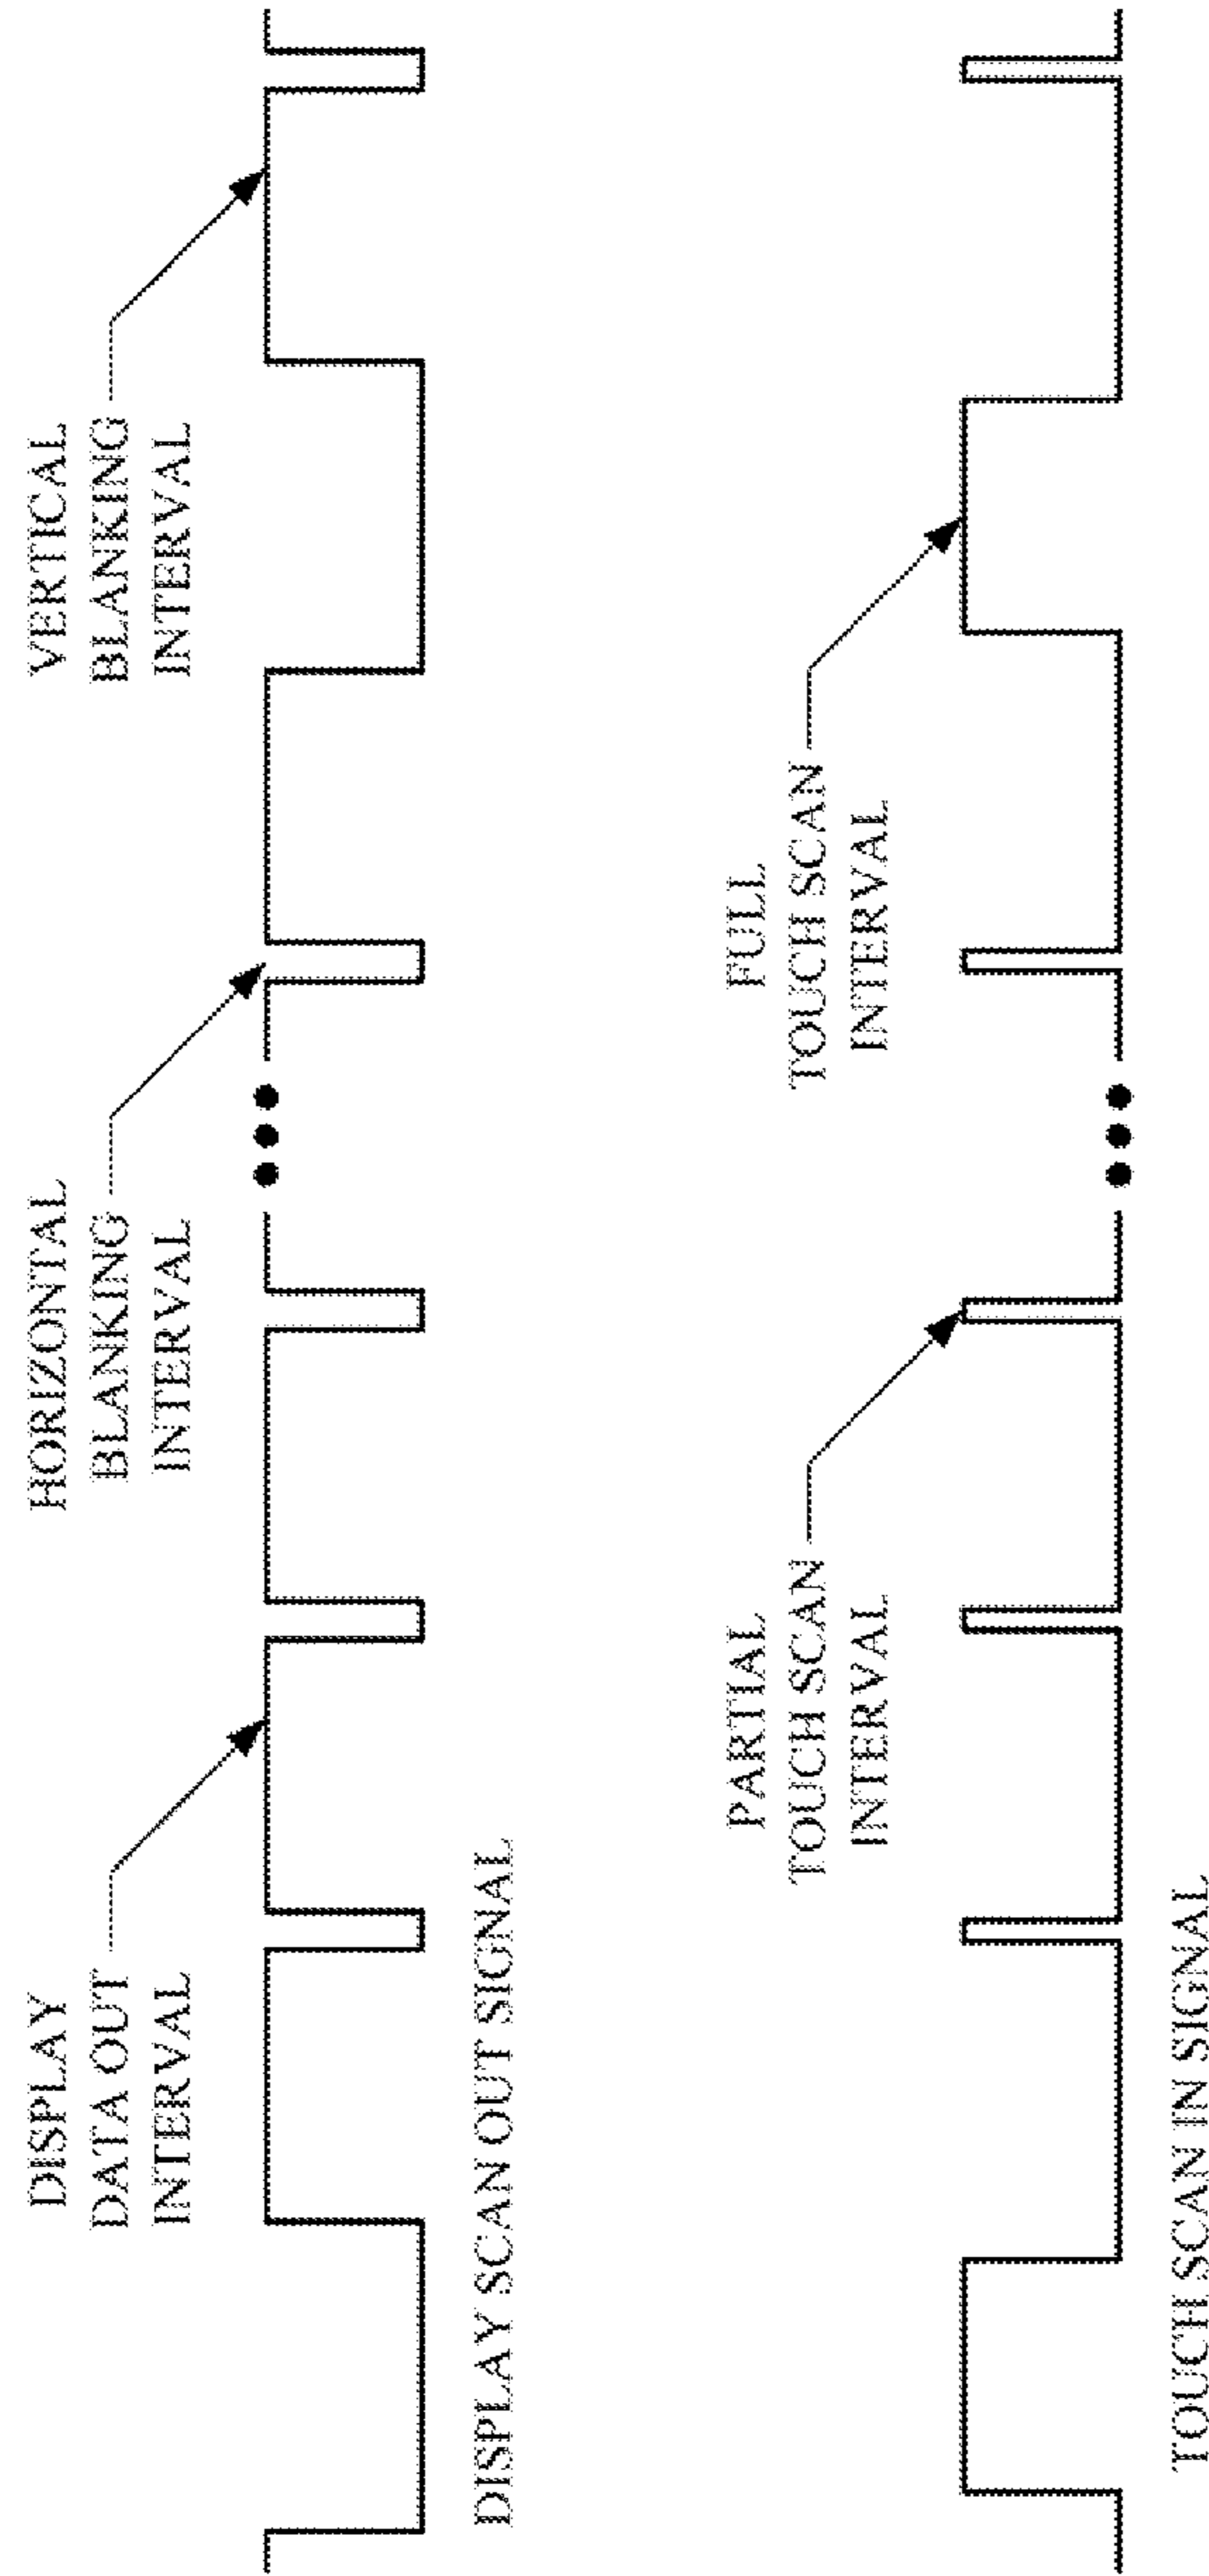 DISPLAY
DATA OUT
INTERVAL
HORIZONTAL
BLANKING
INTERVAL
VERTICAL
BLANKING
INTERVAL
DISPLAY SCAN OUT SIGNAL
PARTIAL
TOUCH SCAN
INTERVAL
FULL
TOUCH SCAN
INTERVAL
TOUCH SCAN IN SIGNAL